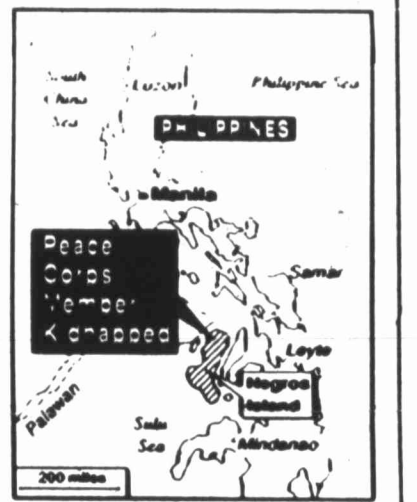 South
China
Sea
Luzon
Philippine Sea
PHILIPPINES
Manila
Peace
Corps
Member
Kidnapped
Samar
Leyte
Negros
Island
Palawan
Sulu
Sea
Mindanao
200 miles